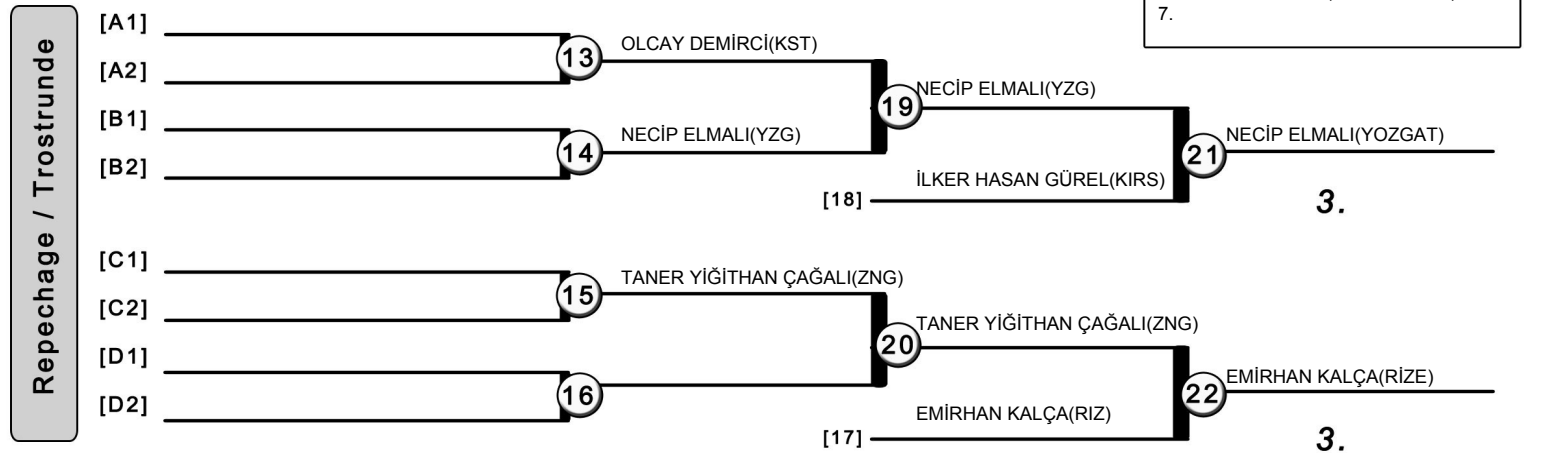 7.
Repechage / Trostrunde
[A1]
[A2]
13
OLCAY DEMİRCİ(KST)
[B1]
[B2]
14
NECİP ELMALI(YZG)
19
NECİP ELMALI(YZG)
[18]
İLKER HASAN GÜREL(KIRS)
21
NECİP ELMALI(YOZGAT)
3.
[C1]
[C2]
15
TANER YİĞİTHAN ÇAĞALI(ZNG)
[D1]
[D2]
16
20
TANER YİĞİTHAN ÇAĞALI(ZNG)
[17]
EMİRHAN KALÇA(RIZ)
22
EMİRHAN KALÇA(RİZE)
3.